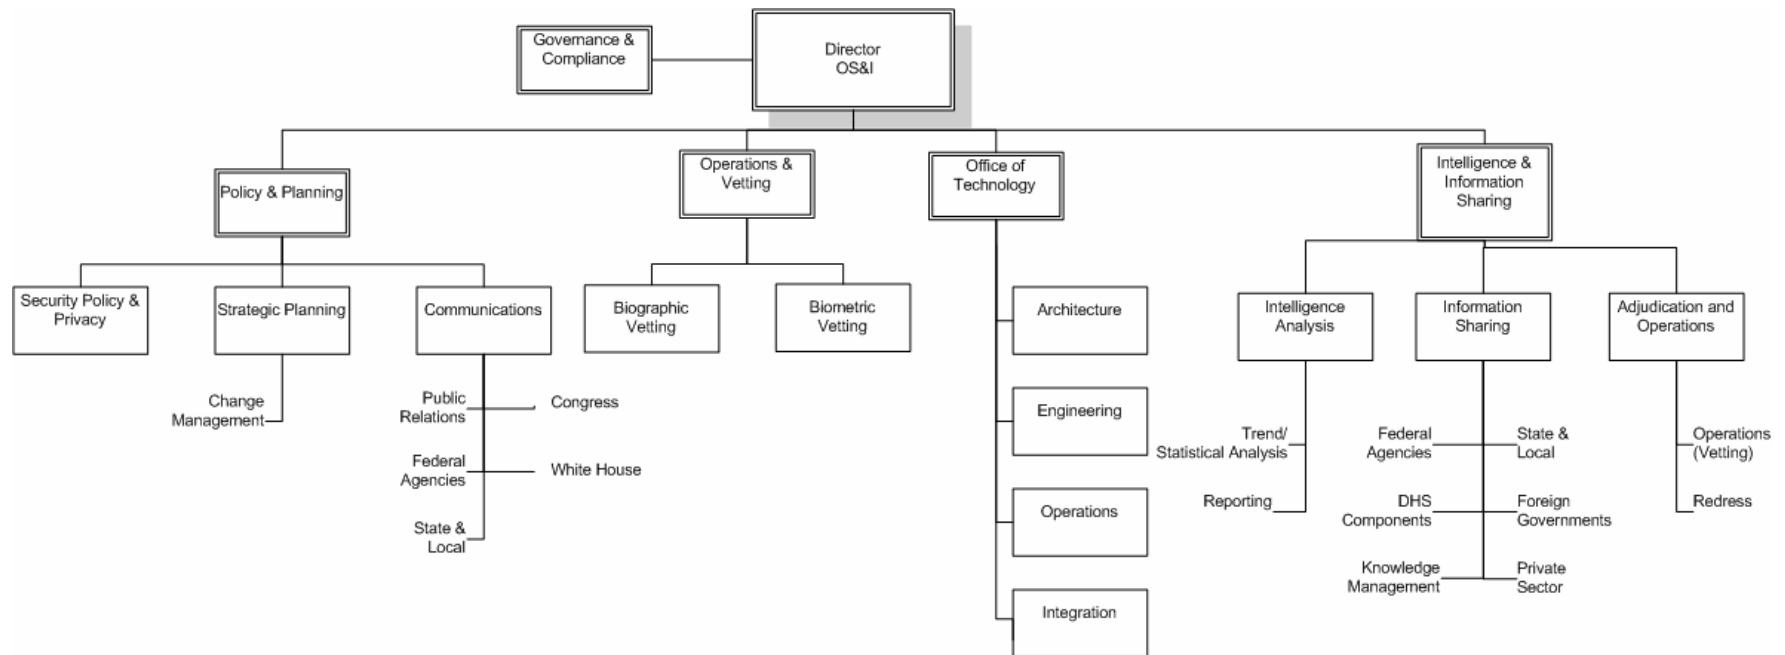 Governance &
Compliance
Director
OS&I
Policy & Planning
Operations &
Vetting
Office of
Technology
Intelligence &
Information
Sharing
Security Policy &
Privacy
Strategic Planning
Communications
Biographic
Vetting
Biometric
Vetting
Architecture
Engineering
Operations
Integration
Intelligence
Analysis
Information
Sharing
Adjudication and
Operations
Change
Management
Public
Relations
Congress
Federal
Agencies
White House
State &
Local
Trend/
Statistical Analysis
Reporting
Federal
Agencies
State &
Local
DHS
Components
Foreign
Governments
Knowledge
Management
Private
Sector
Operations
(Vetting)
Redress